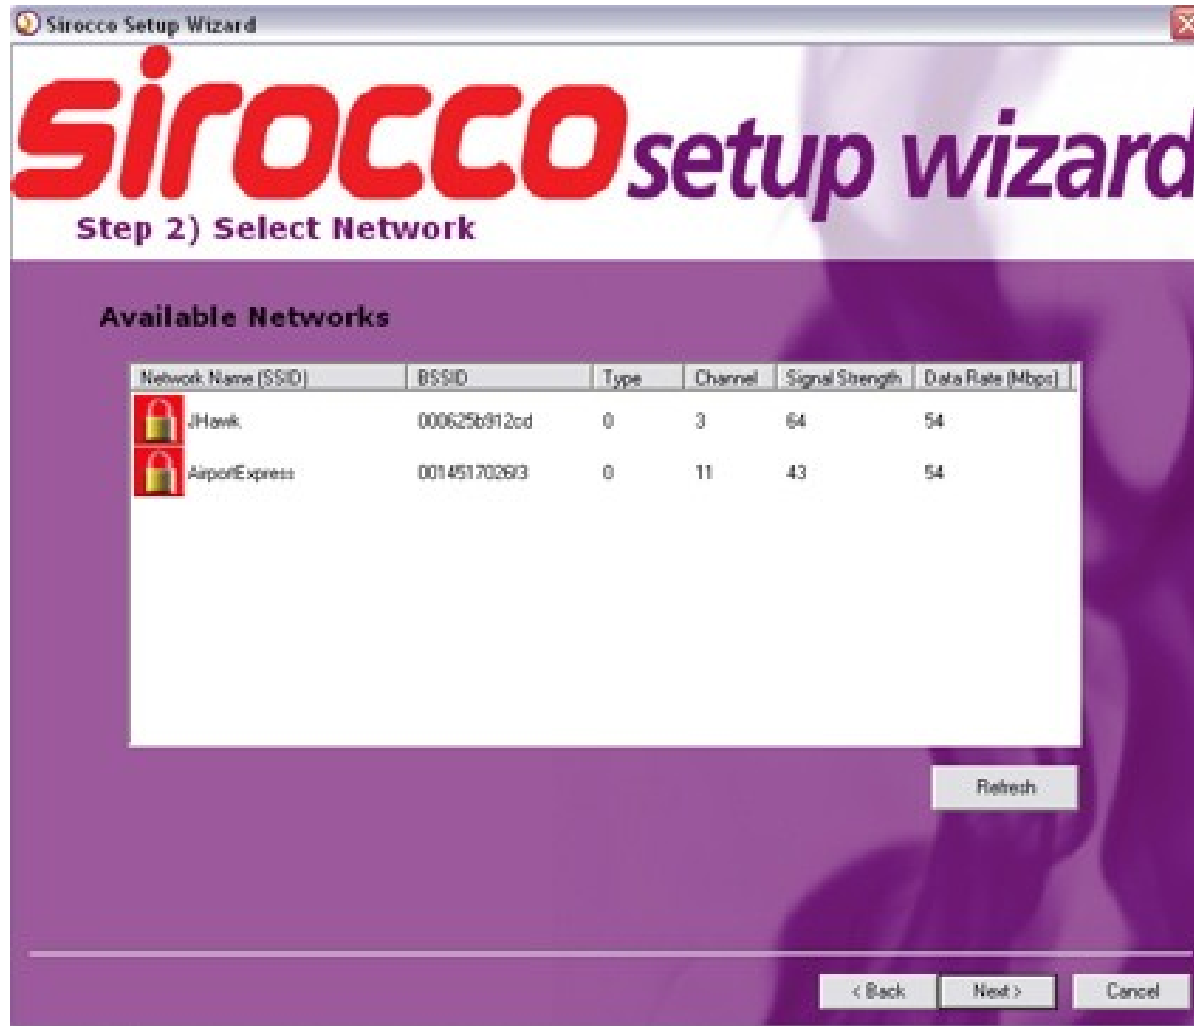 Sirocco Setup Wizard
sirocco setup wizard
Step 2) Select Network
Available Networks
Network Name (SSID) BSSID Type Channel Signal Strength Data Rate (Mbps)
JHawk 000625b912cd 0 3 64 54
AirportExpress 0014517026f3 0 11 43 54
Refresh
< Back Next > Cancel